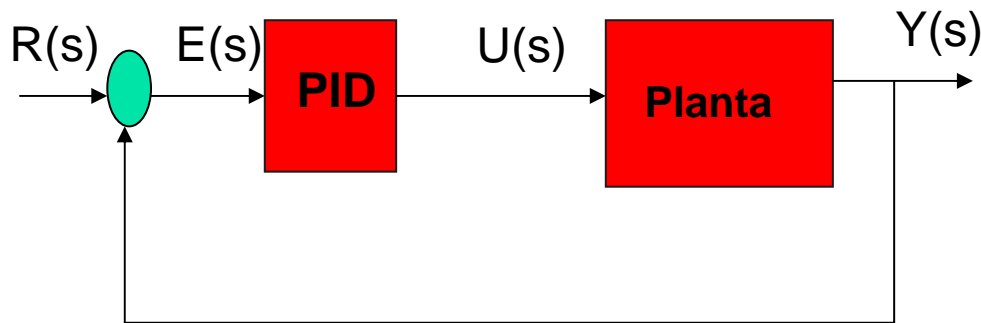 R(s)
E(s)
PID
U(s)
Planta
Y(s)